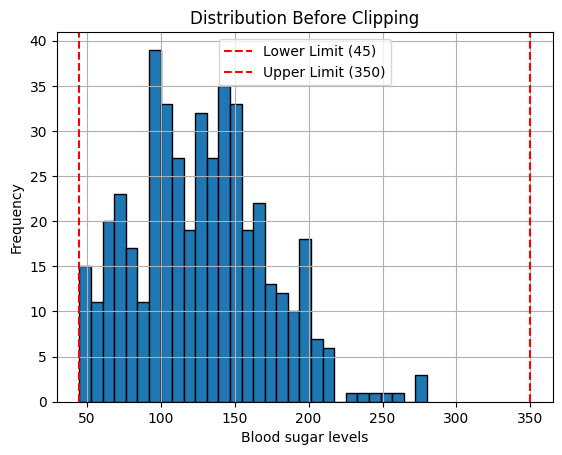 Distribution Before Clipping
Lower Limit (45)
Upper Limit (350)
40
35
30
25
20
15
10
5
0
Frequency
50 100 150 200 250 300 350
Blood sugar levels